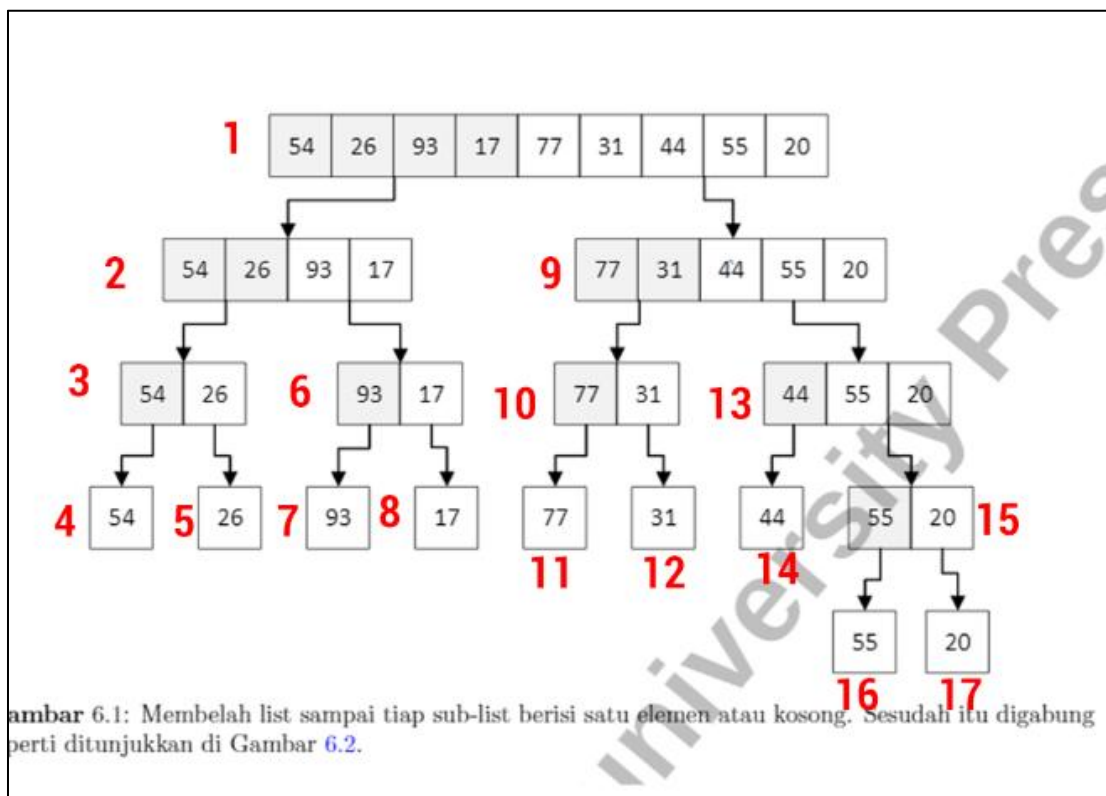 1 54 26 93 17 77 31 44 55 20
2 54 26 93 17 9 77 31 44 55 20
3 54 26 6 93 17 10 77 31 13 44 55 20
4 54 5 26 7 93 8 17 77 31 44 55 20 15
11 12 14
55 20
16 17
ambar 6.1: Membelah list sampai tiap sub-list berisi satu elemen atau kosong. Sesudah itu digabung
perti ditunjukkan di Gambar 6.2.
niversity Pres